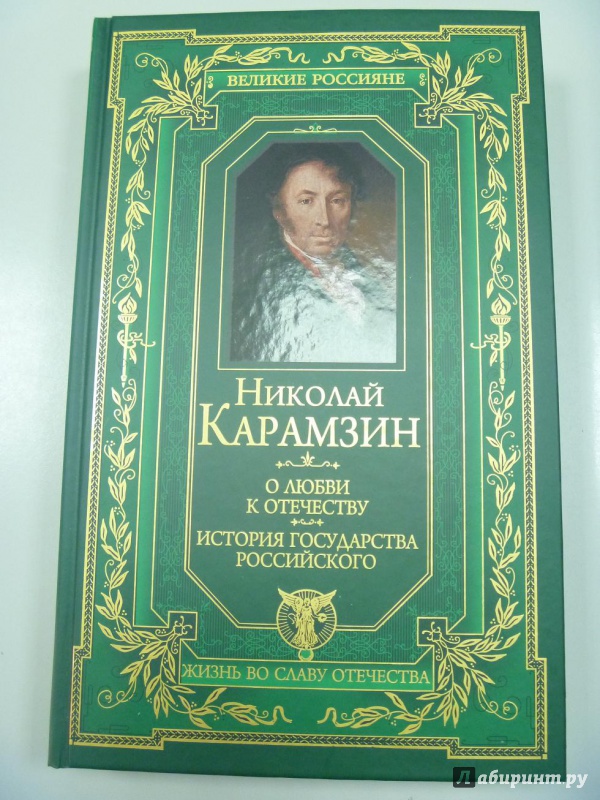 ВЕЛИКИЕ РОССИЯНЕ
НИКОЛАЙ
КАРАМЗИН
О ЛЮБВИ
К ОТЕЧЕСТВУ
ИСТОРИЯ ГОСУДАРСТВА
РОССИЙСКОГО
ЖИЗНЬ ВО СЛАВУ ОТЕЧЕСТВА
Лабиринт.ру